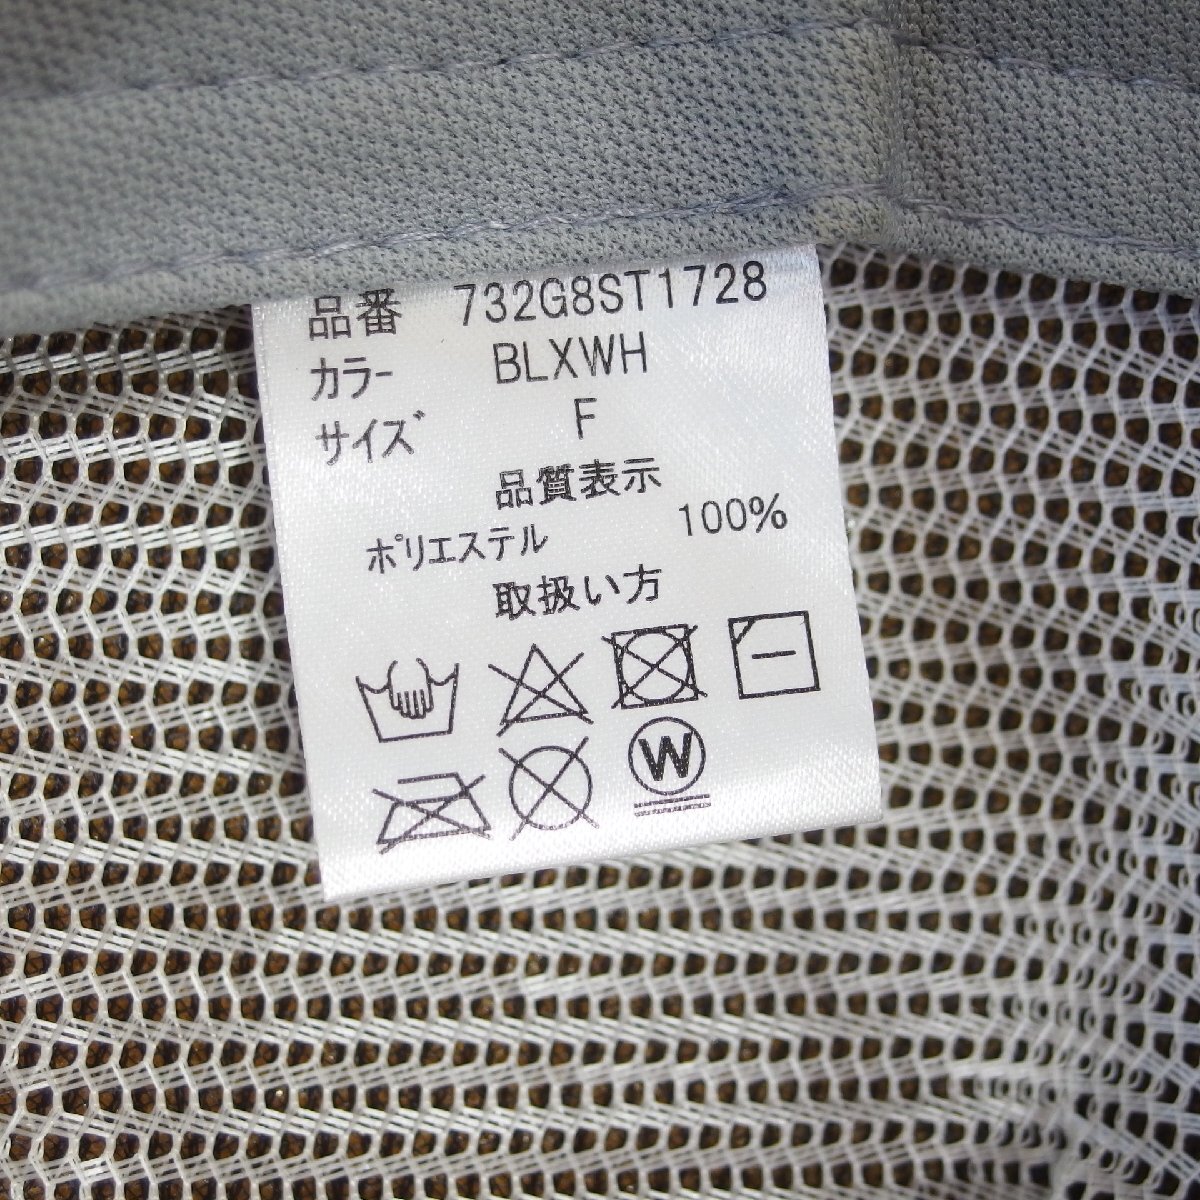 品番 732G8ST1728
カラー BLXWH
サイズ F
品質表示
ポリエステル 100%
取扱い方
W